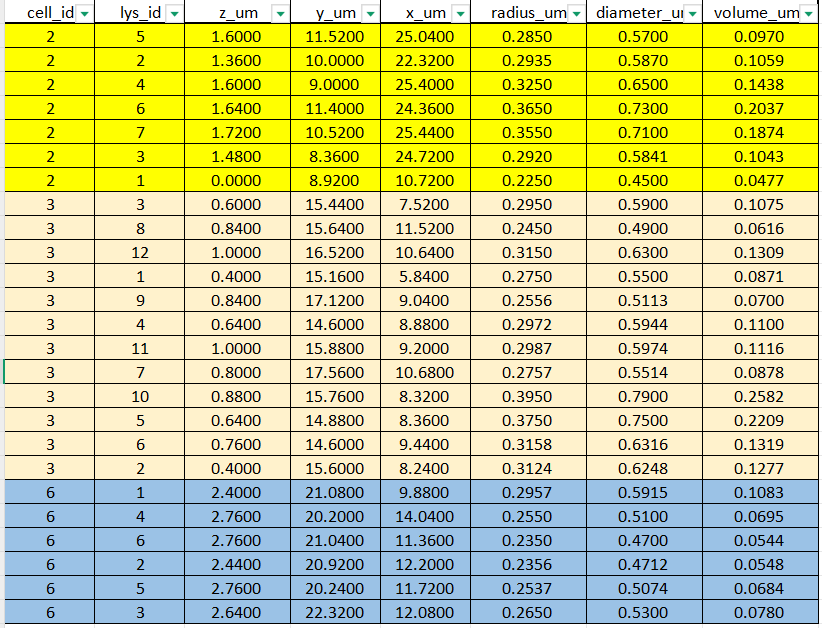 cell_id lys_id z_um y_um x_um radius_um diameter_u volume_um
2 5 1.6000 11.5200 25.0400 0.2850 0.5700 0.0970
2 2 1.3600 10.0000 22.3200 0.2935 0.5870 0.1059
2 4 1.6000 9.0000 25.4000 0.3250 0.6500 0.1438
2 6 1.6400 11.4000 24.3600 0.3650 0.7300 0.2037
2 7 1.7200 10.5200 25.4400 0.3550 0.7100 0.1874
2 3 1.4800 8.3600 24.7200 0.2920 0.5841 0.1043
2 1 0.0000 8.9200 10.7200 0.2250 0.4500 0.0477
3 3 0.6000 15.4400 7.5200 0.2950 0.5900 0.1075
3 8 0.8400 15.6400 11.5200 0.2450 0.4900 0.0616
3 12 1.0000 16.5200 10.6400 0.3150 0.6300 0.1309
3 1 0.4000 15.1600 5.8400 0.2750 0.5500 0.0871
3 9 0.8400 17.1200 9.0400 0.2556 0.5113 0.0700
3 4 0.6400 14.6000 8.8800 0.2972 0.5944 0.1100
3 11 1.0000 15.8800 9.2000 0.2987 0.5974 0.1116
3 7 0.8000 17.5600 10.6800 0.2757 0.5514 0.0878
3 10 0.8800 15.7600 8.3200 0.3950 0.7900 0.2582
3 5 0.6400 14.8800 8.3600 0.3750 0.7500 0.2209
3 6 0.7600 14.6000 9.4400 0.3158 0.6316 0.1319
3 2 0.4000 15.6000 8.2400 0.3124 0.6248 0.1277
6 1 2.4000 21.0800 9.8800 0.2957 0.5915 0.1083
6 4 2.7600 20.2000 14.0400 0.2550 0.5100 0.0695
6 6 2.7600 21.0400 11.3600 0.2350 0.4700 0.0544
6 2 2.4400 20.9200 12.2000 0.2356 0.4712 0.0548
6 5 2.7600 20.2400 11.7200 0.2537 0.5074 0.0684
6 3 2.6400 22.3200 12.0800 0.2650 0.5300 0.0780